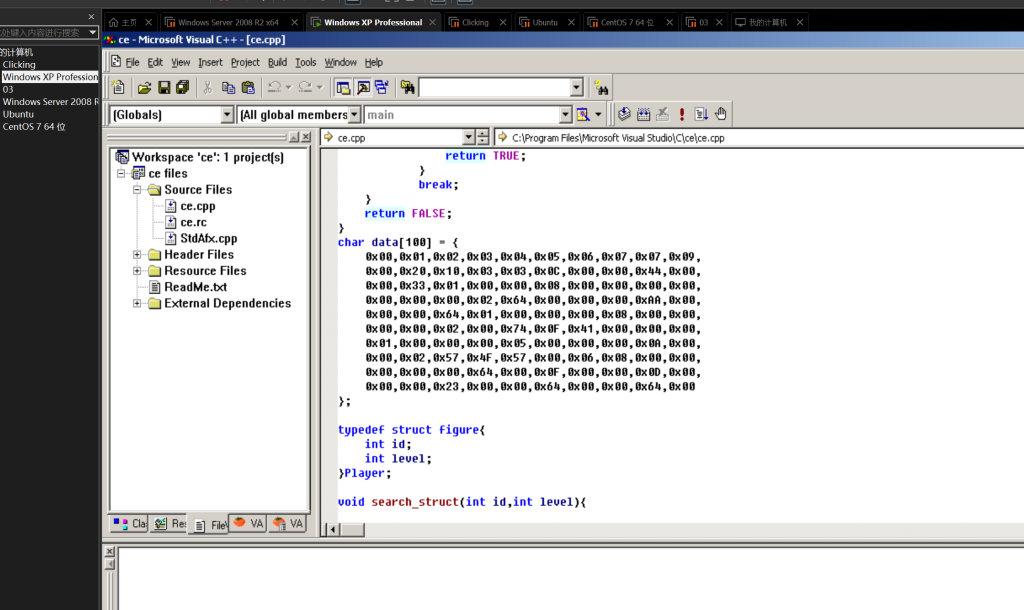 处键入内容进行搜索
的计算机
Clicking
Windows XP Profession
03
Windows Server 2008 R
Ubuntu
CentOS 7 64 位
主页
Windows Server 2008 R2 x64
Windows XP Professional
Clicking
Ubuntu
CentOS 7 64 位
03
我的计算机
ce - Microsoft Visual C++ - [ce.cpp]
File Edit View Insert Project Build Tools Window Help
(Globals)
(All global members
main
Workspace 'ce': 1 project(s)
ce files
Source Files
ce.cpp
ce.rc
StdAfx.cpp
Header Files
Resource Files
ReadMe.txt
External Dependencies
Cla
Res
File
VA
VA
ce.cpp
C:\Program Files\Microsoft Visual Studio\C\ce\ce.cpp
return TRUE;
}
break;
}
return FALSE;
}
char data[100] = {
0x00,0x01,0x02,0x03,0x04,0x05,0x06,0x07,0x07,0x09,
0x00,0x20,0x10,0x03,0x03,0x0C,0x00,0x00,0x44,0x00,
0x00,0x33,0x01,0x00,0x00,0x08,0x00,0x00,0x00,0x00,
0x00,0x00,0x00,0x02,0x64,0x00,0x00,0x00,0xAA,0x00,
0x00,0x00,0x64,0x01,0x00,0x00,0x00,0x08,0x00,0x00,
0x00,0x00,0x02,0x00,0x74,0x0F,0x41,0x00,0x00,0x00,
0x01,0x00,0x00,0x00,0x05,0x00,0x00,0x00,0x0A,0x00,
0x00,0x02,0x57,0x4F,0x57,0x00,0x06,0x08,0x00,0x00,
0x00,0x00,0x00,0x64,0x00,0x0F,0x00,0x00,0x0D,0x00,
0x00,0x00,0x23,0x00,0x00,0x64,0x00,0x00,0x64,0x00
};
typedef struct figure{
int id;
int level;
}Player;
void search_struct(int id,int level){